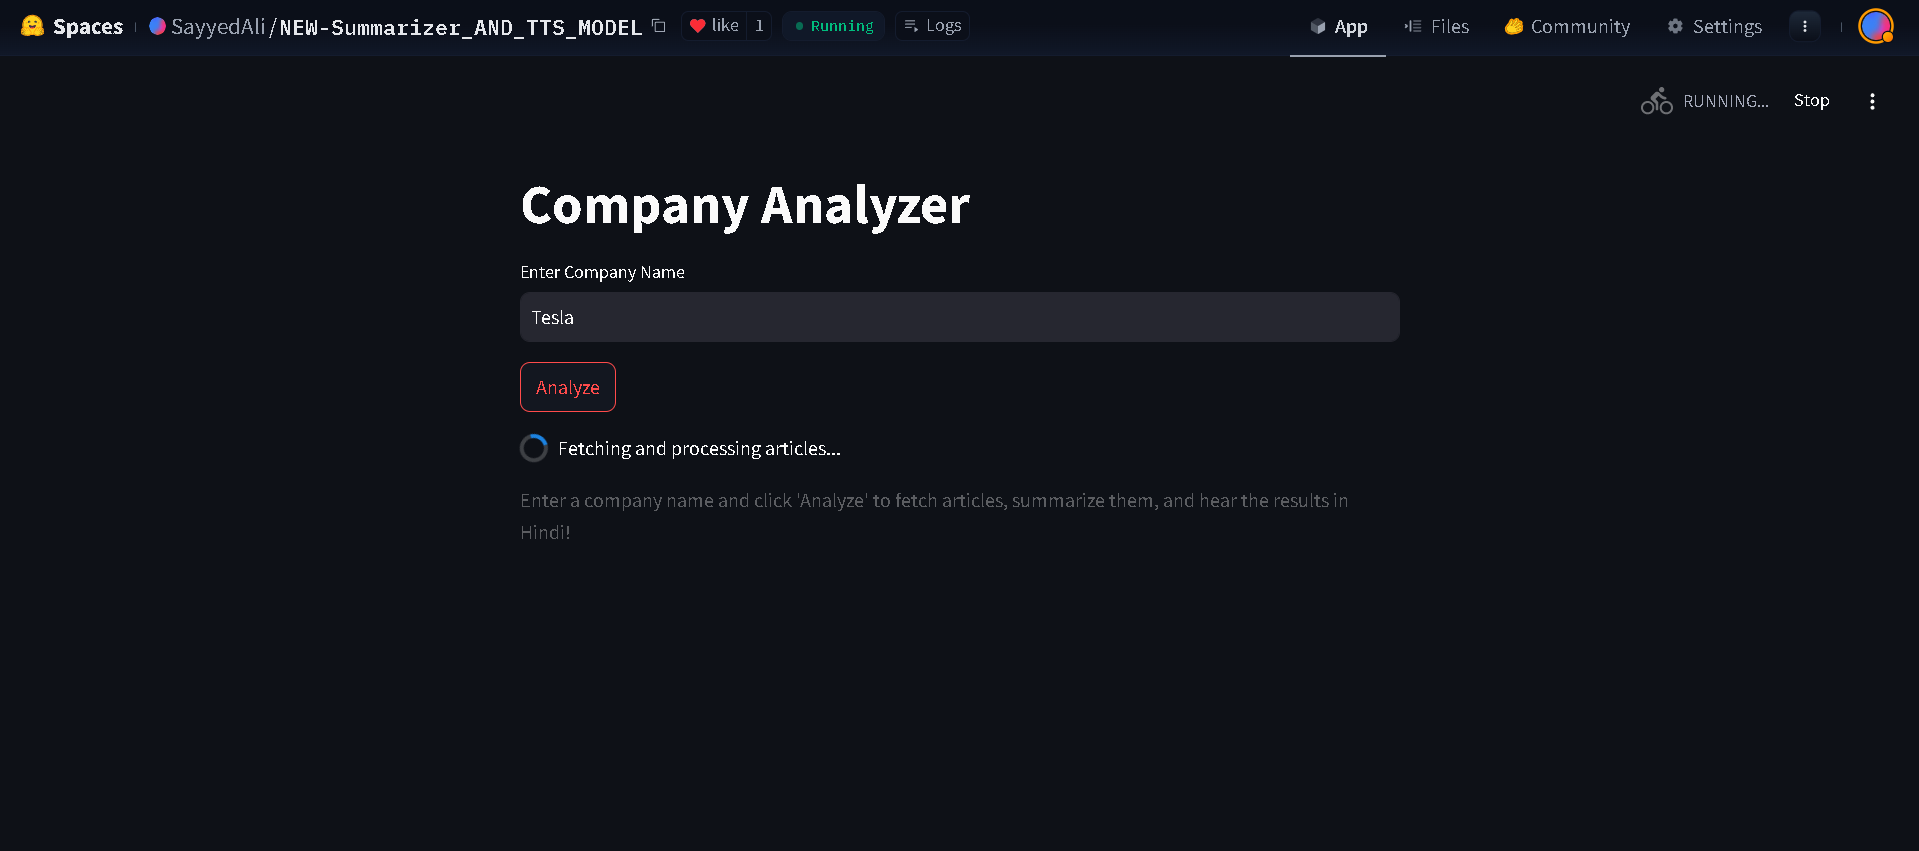 Spaces SayyedAli/NEW-Summarizer_AND_TTS_MODEL like 1 Running Logs App Files Community Settings
RUNNING... Stop
Company Analyzer
Enter Company Name
Tesla
Analyze
Fetching and processing articles...
Enter a company name and click 'Analyze' to fetch articles, summarize them, and hear the results in
Hindi!